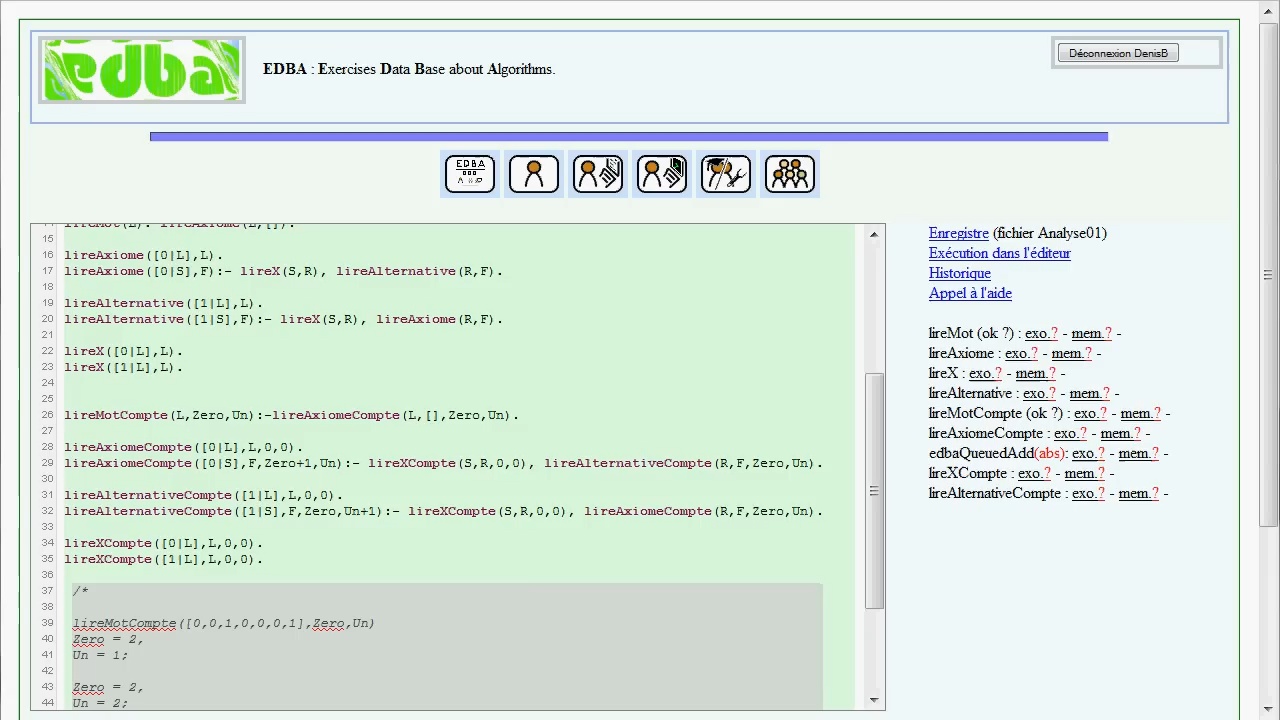 edba
EDBA : Exercises Data Base about Algorithms.
Déconnexion DenisB
EDBA
14 lireMot(L):-lireAxiome(L,[]).
15
16 lireAxiome([0|L],L).
17 lireAxiome([0|S],F):- lireX(S,R), lireAlternative(R,F).
18
19 lireAlternative([1|L],L).
20 lireAlternative([1|S],F):- lireX(S,R), lireAxiome(R,F).
21
22 lireX([0|L],L).
23 lireX([1|L],L).
24
25
26 lireMotCompte(L,Zero,Un):-lireAxiomeCompte(L,[],Zero,Un).
27
28 lireAxiomeCompte([0|L],L,0,0).
29 lireAxiomeCompte([0|S],F,Zero+1,Un):- lireXCompte(S,R,0,0), lireAlternativeCompte(R,F,Zero,Un).
30
31 lireAlternativeCompte([1|L],L,0,0).
32 lireAlternativeCompte([1|S],F,Zero,Un+1):- lireXCompte(S,R,0,0), lireAxiomeCompte(R,F,Zero,Un).
33
34 lireXCompte([0|L],L,0,0).
35 lireXCompte([1|L],L,0,0).
36
37 /*
38
39 lireMotCompte([0,0,1,0,0,0,1],Zero,Un)
40 Zero = 2,
41 Un = 1;
42
43 Zero = 2,
44 Un = 2;
Enregistre (fichier Analyse01)
Exécution dans l'éditeur
Historique
Appel à l'aide
lireMot (ok ?) : exo.? - mem.? -
lireAxiome : exo.? - mem.? -
lireX : exo.? - mem.? -
lireAlternative : exo.? - mem.? -
lireMotCompte (ok ?) : exo.? - mem.? -
lireAxiomeCompte : exo.? - mem.? -
edbaQueuedAdd(abs): exo.? - mem.? -
lireXCompte : exo.? - mem.? -
lireAlternativeCompte : exo.? - mem.? -